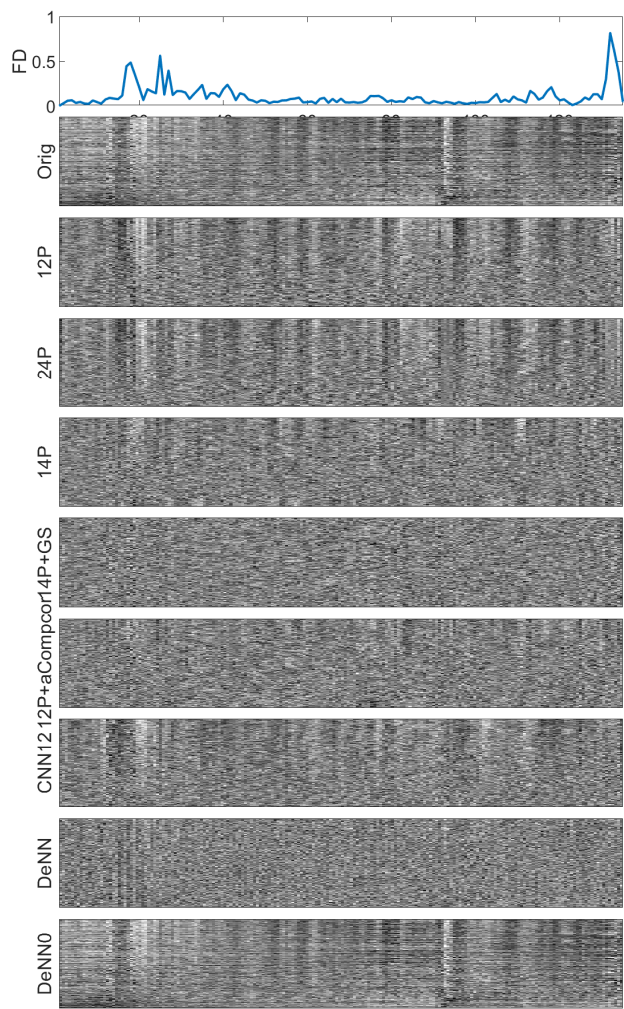 1
0.5
0
FD
Orig
12P
24P
14P
14P+GS
12P+aCompcor
CNN12
DeNN
DeNN0